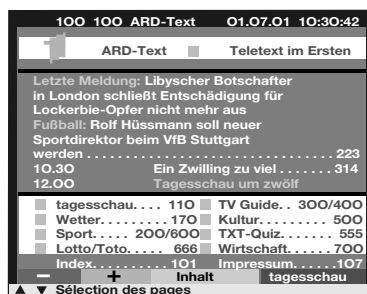 100 100 ARD-Text 01.07.01 10:30:42
ARD-Text Teletext im Ersten
Letzte Meldung: Libyscher Botschafter
in London schließt Entschädigung für
Lockerbie-Opfer nicht mehr aus
Fußball: Rolf Hüssmann soll neuer
Sportdirektor beim VfB Stuttgart
werden . . . . . . . . . . . . . . . . . . . . . . . . . . . . . . . . . 223
10.30 Ein Zwilling zu viel . . . . . . . 314
12.00 Tagesschau um zwölf
tagesschau. . . . 110 TV Guide. . 300/400
Wetter. . . . . . . . 170 Kultur. . . . . . . . 500
Sport. . . . . 200/600 TXT-Quiz. . . . . . 555
Lotto/Toto. . . . . 666 Wirtschaft. . . . . . 700
Index. . . . . . . . . 101 Impressum. . . . . 107
− + Inhalt tagesschau
▲ ▼ Sélection des pages